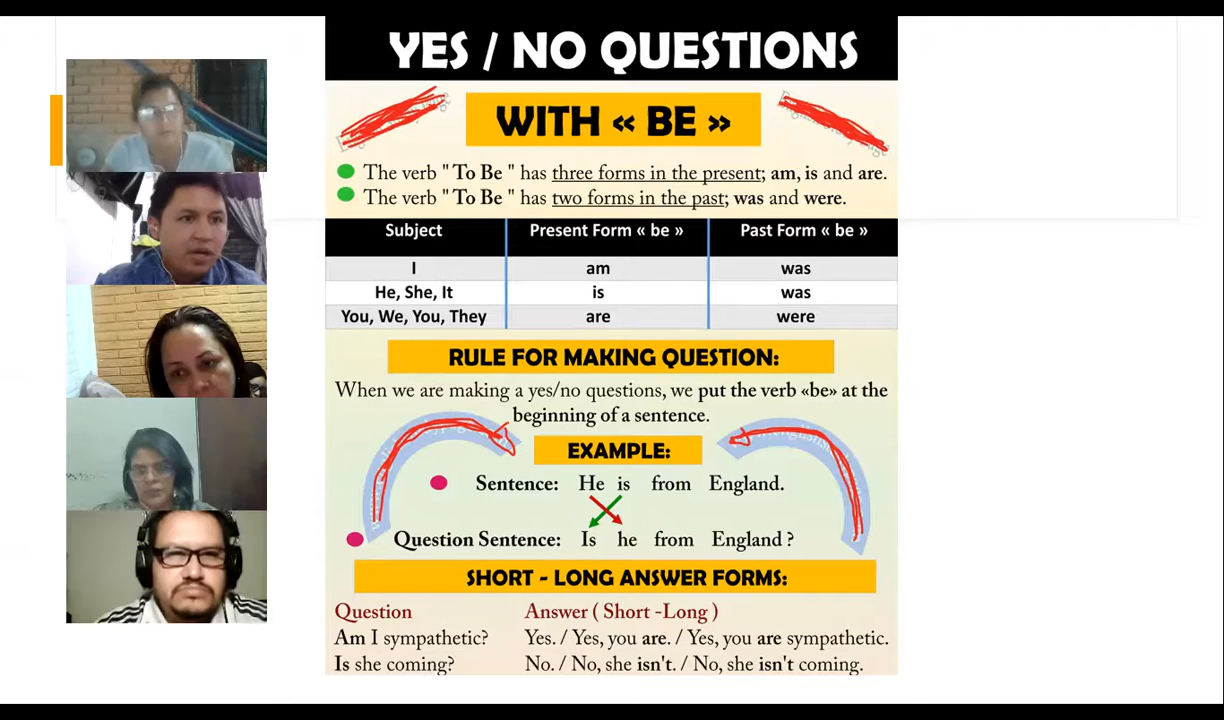 YES / NO QUESTIONS
WITH « BE »
The verb " To Be " has three forms in the present; am, is and are.
The verb " To Be " has two forms in the past; was and were.
Subject Present Form « be » Past Form « be »
I am was
He, She, It is was
You, We, You, They are were
RULE FOR MAKING QUESTION:
When we are making a yes/no questions, we put the verb «be» at the
beginning of a sentence.
EXAMPLE:
Sentence: He is from England.
Question Sentence: Is he from England ?
SHORT - LONG ANSWER FORMS:
Question Answer ( Short -Long )
Am I sympathetic? Yes. / Yes, you are. / Yes, you are sympathetic.
Is she coming? No. / No, she isn't. / No, she isn't coming.